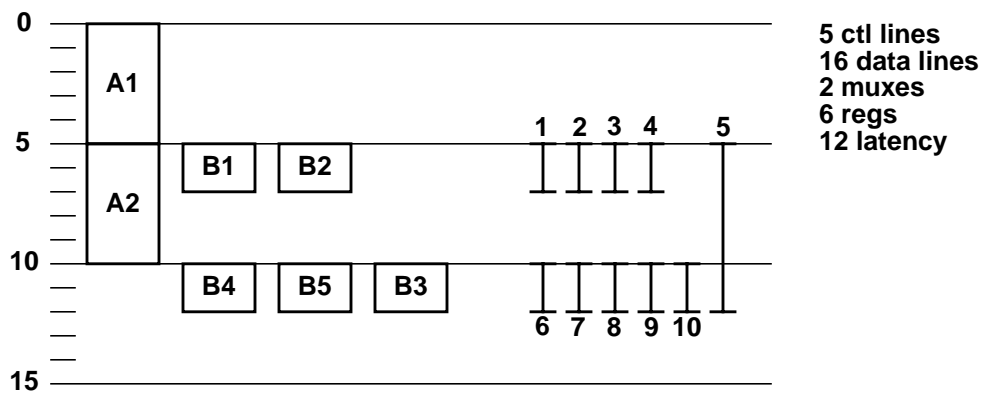 0
5 ctl lines
16 data lines
2 muxes
6 regs
12 latency
A1
1 2 3 4 5
5
B1 B2
A2
10
B4 B5 B3
6 7 8 9 10
15